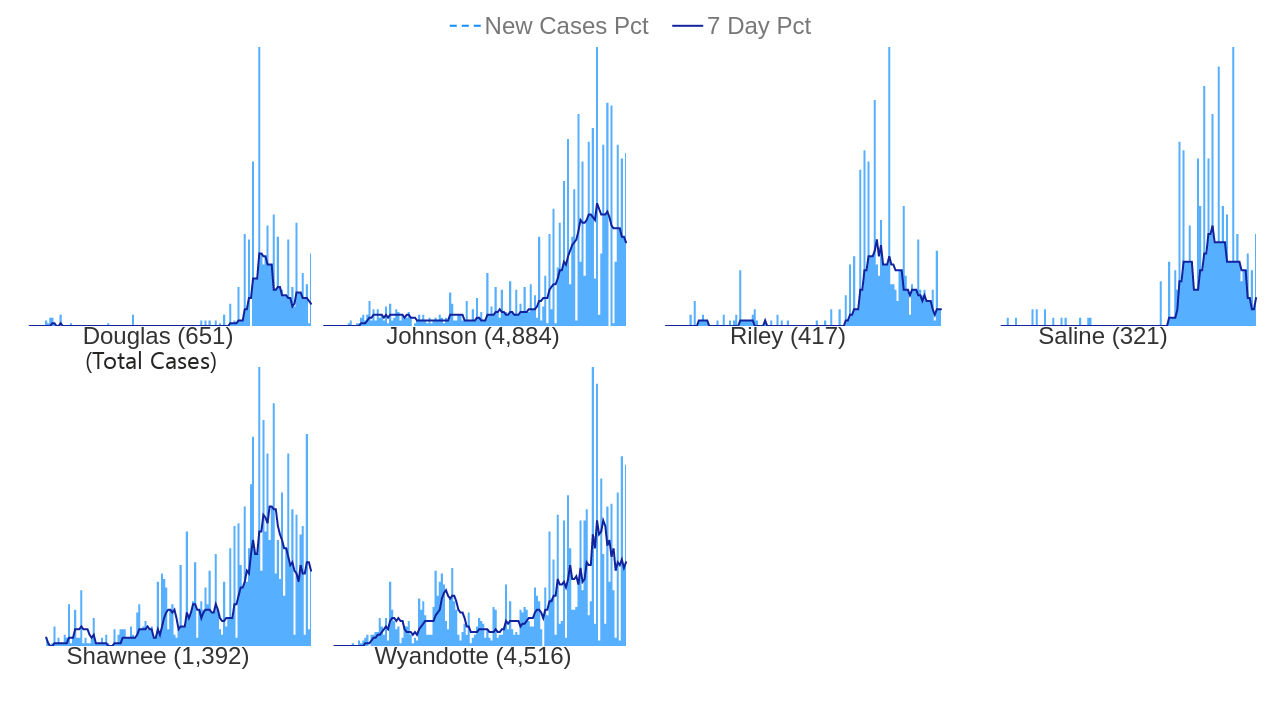 New Cases Pct 7 Day Pct
Douglas (651) Johnson (4,884) Riley (417) Saline (321)
(Total Cases)
Shawnee (1,392) Wyandotte (4,516)